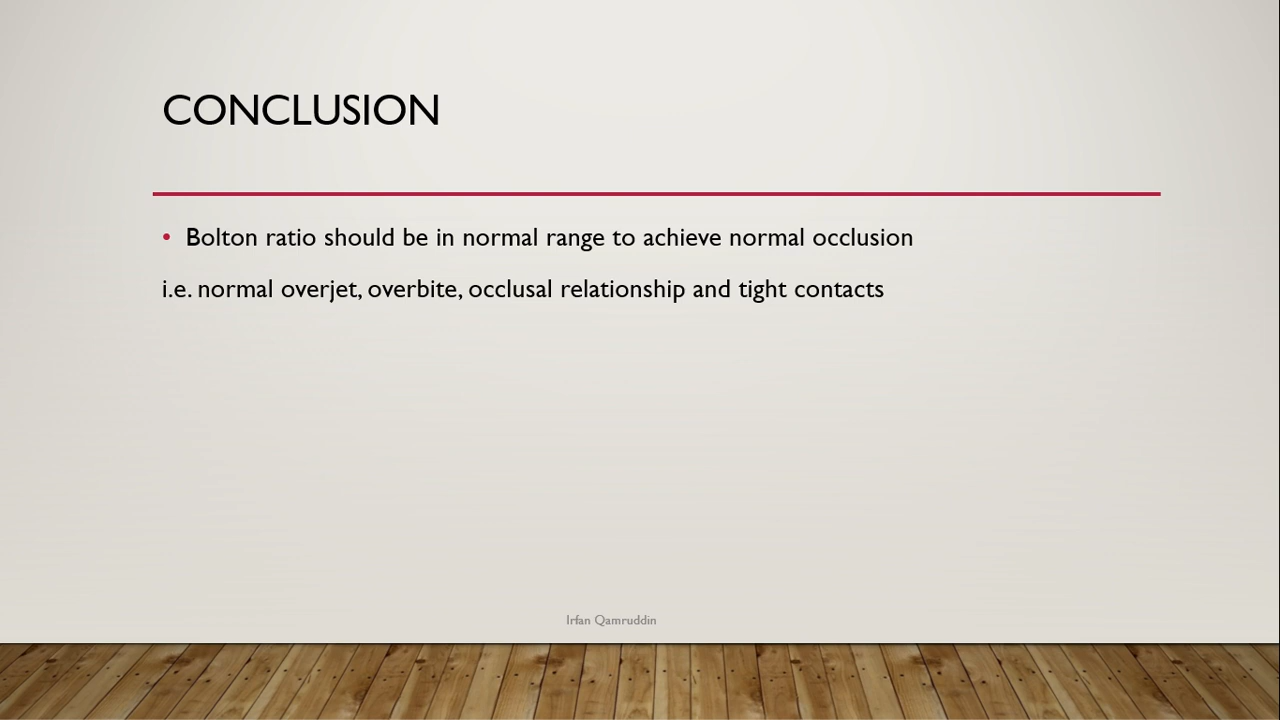 CONCLUSION
• Bolton ratio should be in normal range to achieve normal occlusion
i.e. normal overjet, overbite, occlusal relationship and tight contacts
Irfan Qamruddin